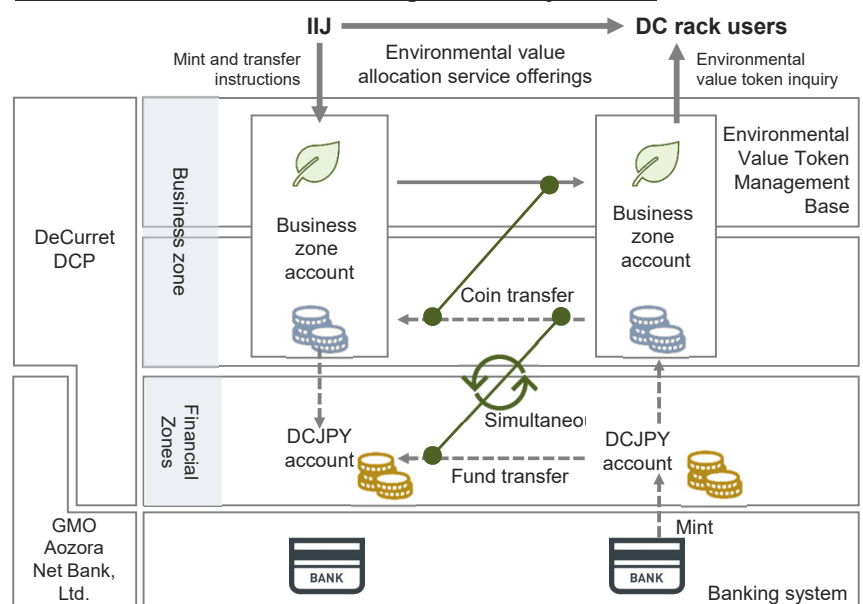 IIJ
DC rack users
Mint and transfer
instructions
Environmental value
allocation service offerings
Environmental
value token inquiry
DeCurret
DCP
Business zone
Business
zone
account
Business
zone
account
Environmental
Value Token
Management
Base
Coin transfer
Financial
Zones
Simultaneou
DCJPY
account
Fund transfer
DCJPY
account
GMO
Aozora
Net Bank,
Ltd.
Mint
BANK
BANK
Banking system